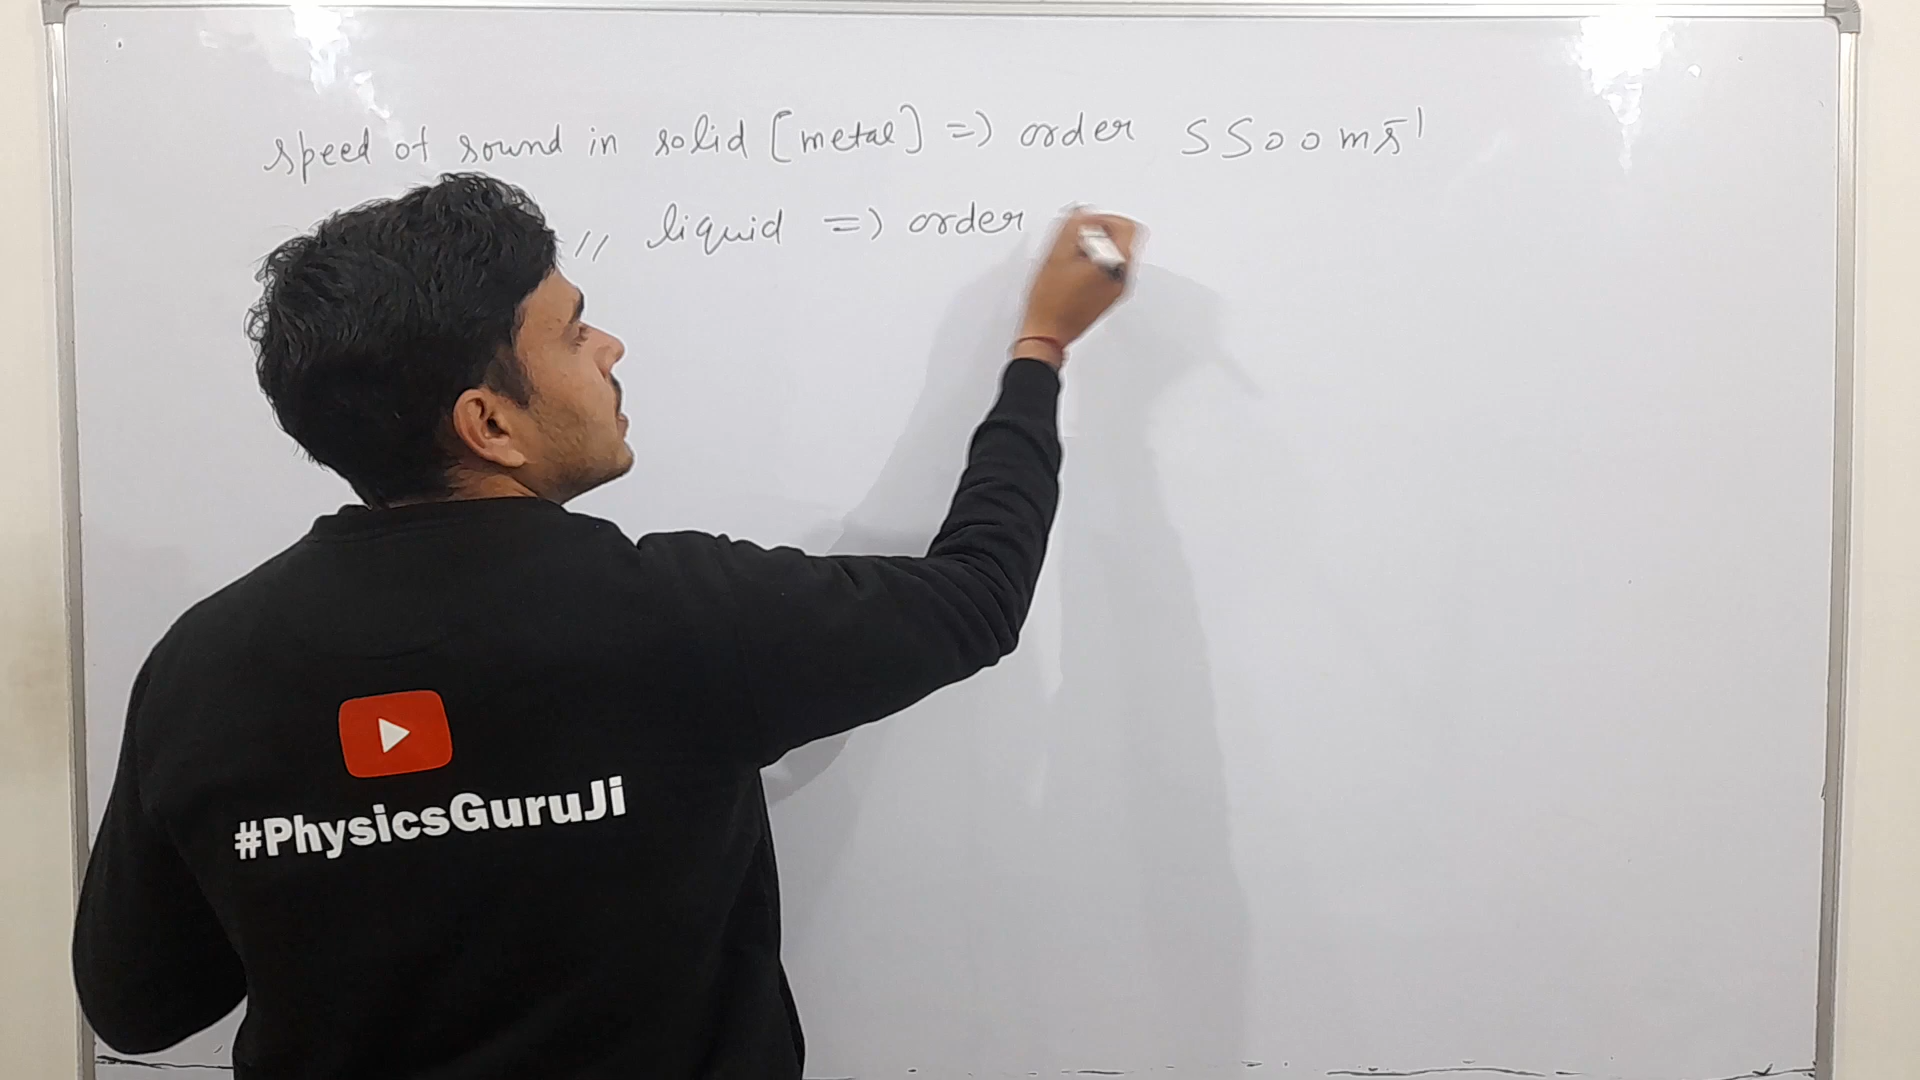 speed of sound in solid [metal] => order 5500 ms⁻¹
〃 liquid => order
#PhysicsGuruJi